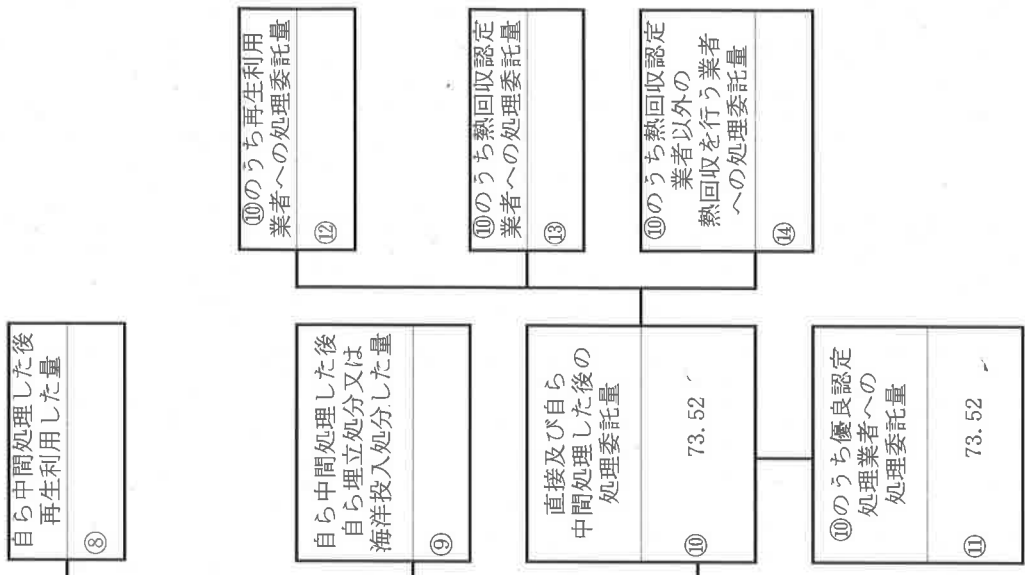 自ら中間処理した後
再生利用した量
⑧
自ら中間処理した後
自ら埋立処分又は
海洋投入処分した量
⑨
直接及び自ら
中間処理した後の
処理委託量
⑩ 73.52
⑩のうち優良認定
処理業者への
処理委託量
⑪ 73.52
⑩のうち再生利用
業者への処理委託量
⑫
⑩のうち熱回収認定
業者への処理委託量
⑬
⑩のうち熱回収認定
業者以外の
熱回収を行う業者
への処理委託量
⑭